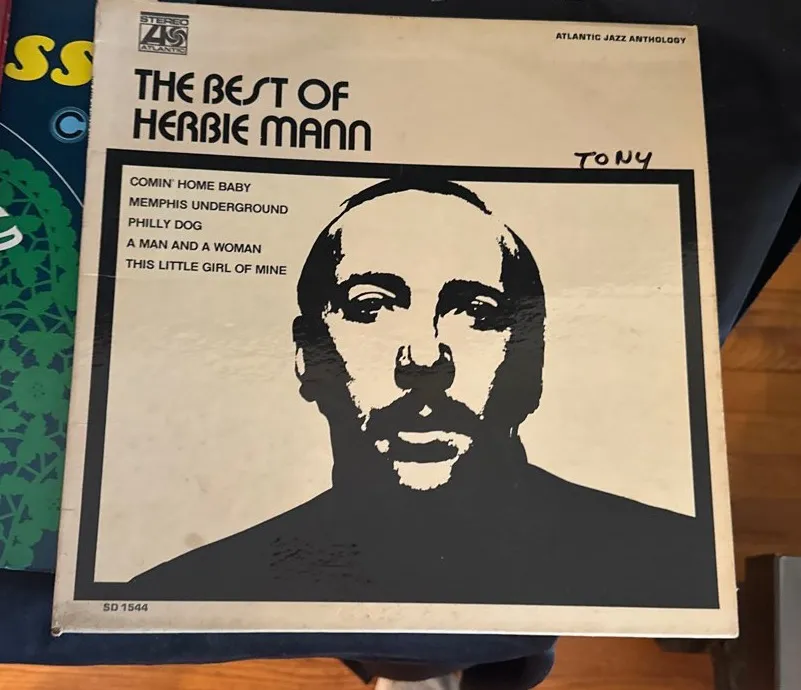 STEREO
ATLANTIC
ATLANTIC JAZZ ANTHOLOGY
THE BEST OF
HERBIE MANN
TONY
COMIN' HOME BABY
MEMPHIS UNDERGROUND
PHILLY DOG
A MAN AND A WOMAN
THIS LITTLE GIRL OF MINE
SD 1544
SS
C